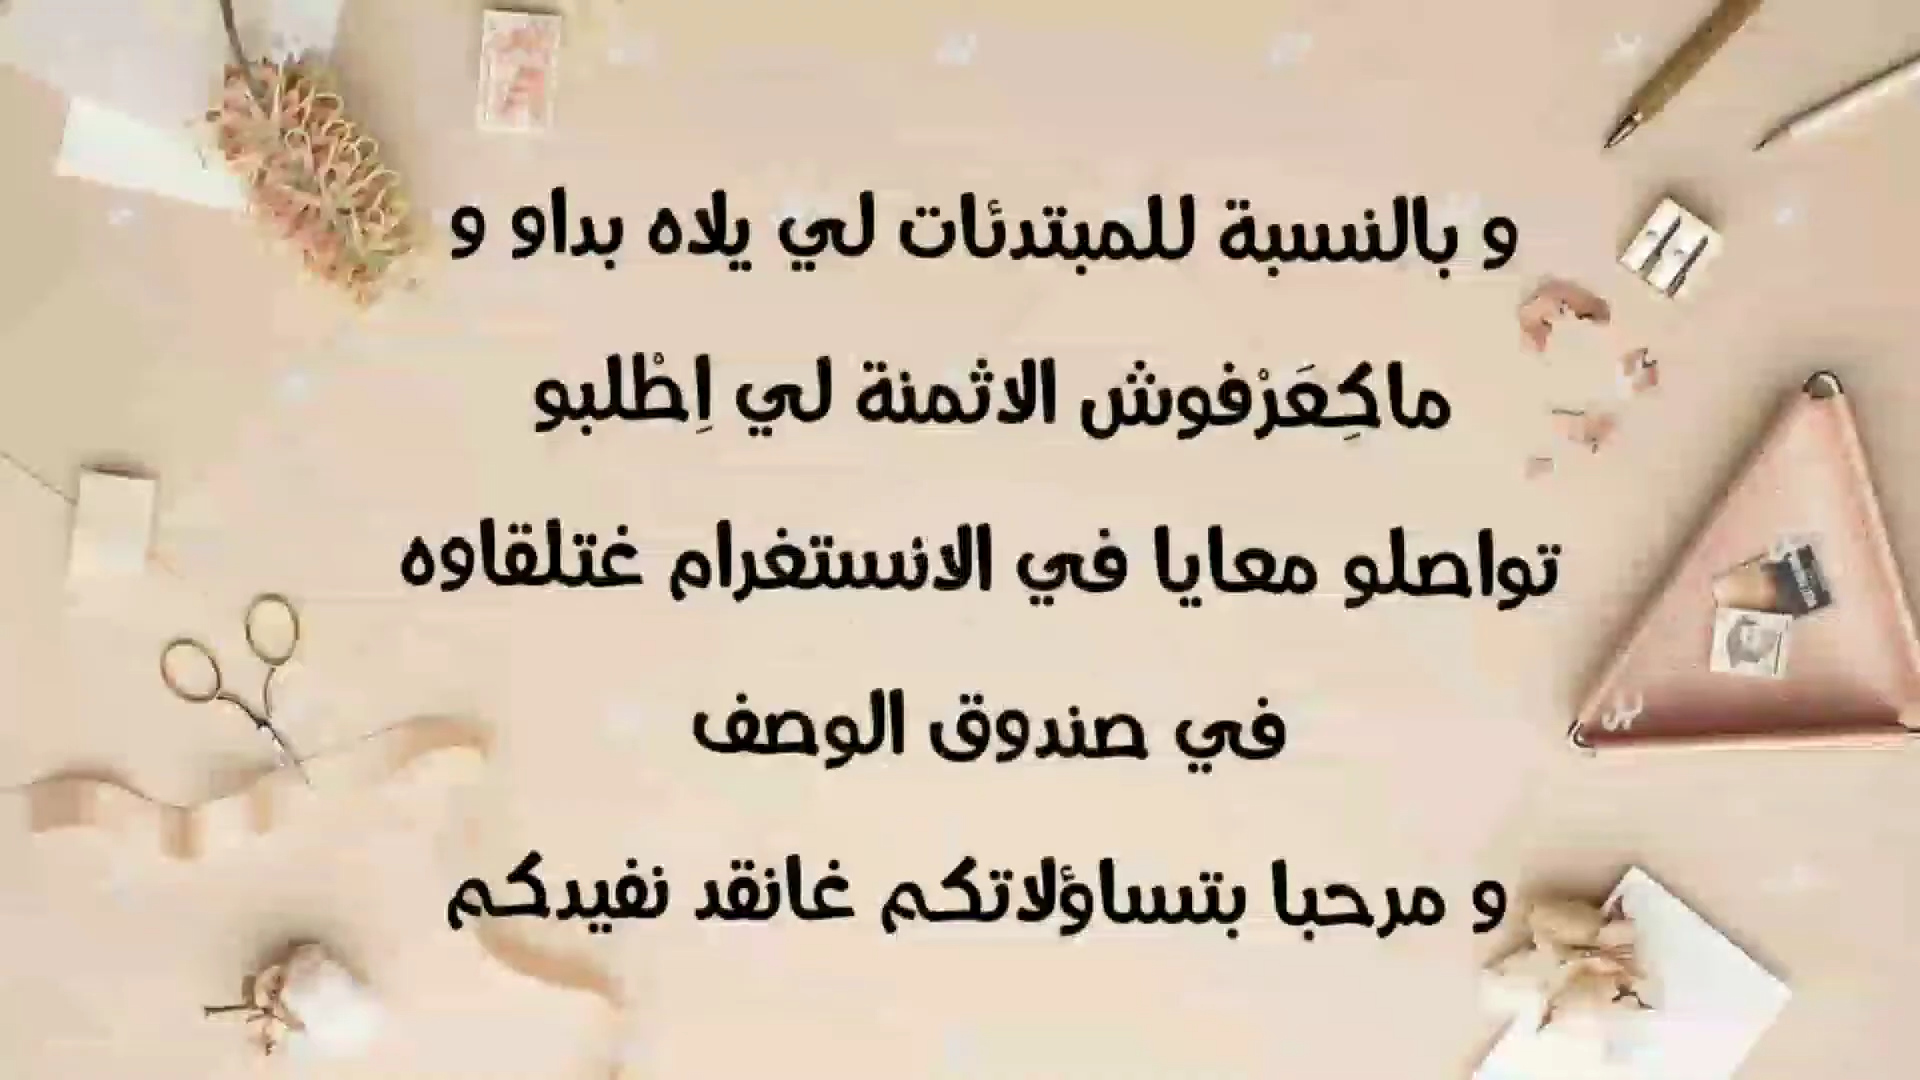 و بالنسبة للمبتدئات لي يلاه بداو و
ماكِعَرْفوش الاثمنة لي اِطْلبو
تواصلو معايا في الانستغرام غتلقاوه
في صندوق الوصف
و مرحبا بتساؤلاتكم غانقد نفيدكم